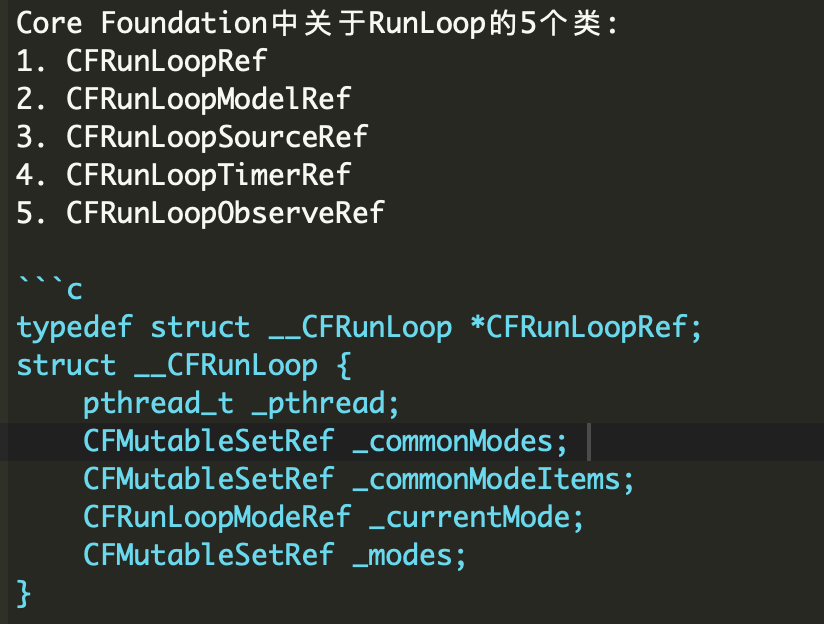 Core Foundation中关于RunLoop的5个类:
1. CFRunLoopRef
2. CFRunLoopModelRef
3. CFRunLoopSourceRef
4. CFRunLoopTimerRef
5. CFRunLoopObserveRef
```c
typedef struct __CFRunLoop *CFRunLoopRef;
struct __CFRunLoop {
    pthread_t _pthread;
    CFMutableSetRef _commonModes;
    CFMutableSetRef _commonModeItems;
    CFRunLoopModeRef _currentMode;
    CFMutableSetRef _modes;
}